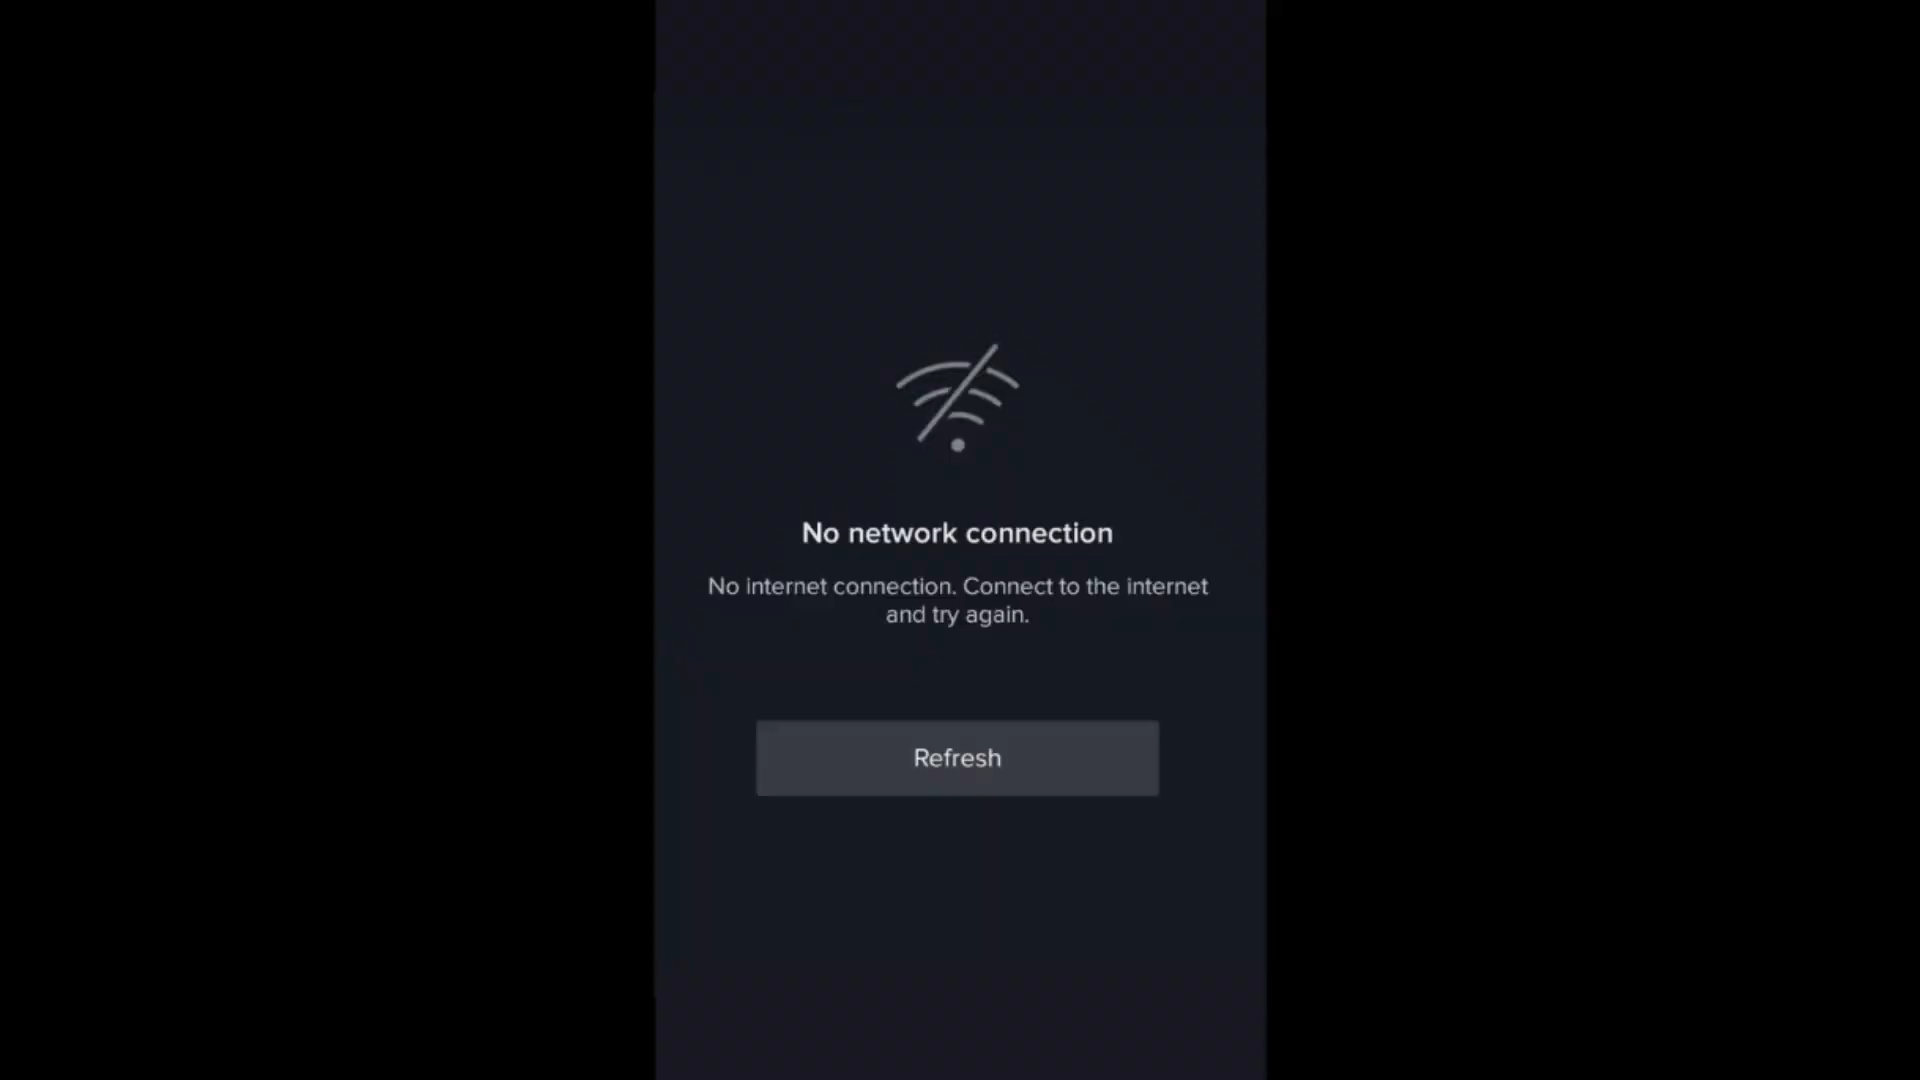 No network connection
No internet connection. Connect to the internet
and try again.
Refresh